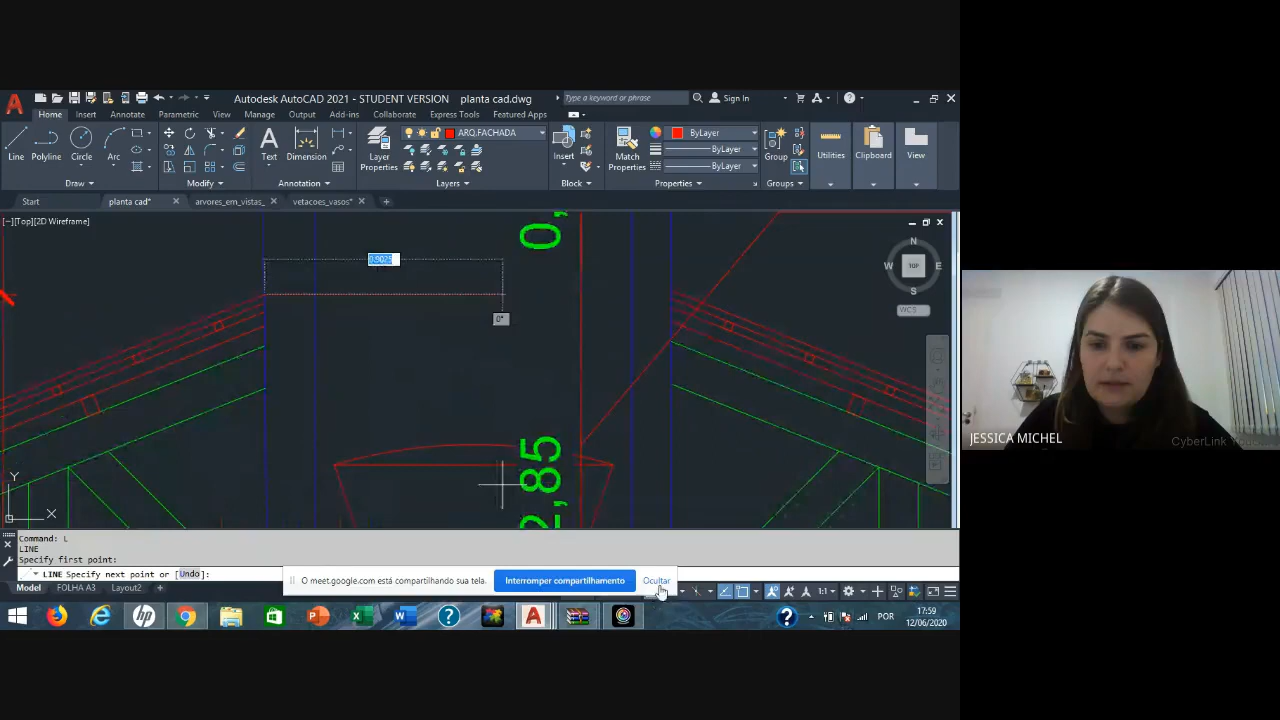 Autodesk AutoCAD 2021 - STUDENT VERSION planta cad.dwg
Type a keyword or phrase
Sign In
Home Insert Annotate Parametric View Manage Output Add-ins Collaborate Express Tools Featured Apps
Line Polyline Circle Arc
Text Dimension
Layer Properties
ARQ.FACHADA
Insert
Match Properties
ByLayer
ByLayer
ByLayer
Group
Utilities
Clipboard
View
Draw Modify Annotation Layers Block Properties Groups
Start planta cad* arvores_em_vistas_ vetacoes_vasos*
[−][Top][2D Wireframe]
N
W TOP E
S
WCS
0,
2,85
0°
Y
X
JESSICA MICHEL
Command: L
LINE
Specify first point:
LINE Specify next point or [Undo]:
O meet.google.com está compartilhando sua tela. Interromper compartilhamento Ocultar
Model FOLHA A3 Layout2
1:1
POR
17:59
12/06/2020